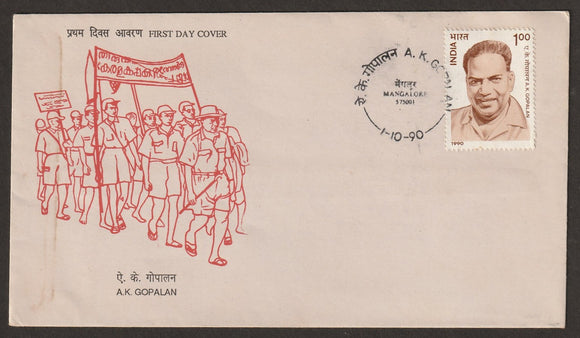 प्रथम दिवस आवरण FIRST DAY COVER
ऐ. के. गोपालन
A.K. GOPALAN
ऐ. के. गोपालन A. K. GOPALAN
मेंगलूर
MANGALORE
575001
1-10-90
भारत
INDIA
1.00
ऐ. के. गोपालन A.K. GOPALAN
1990